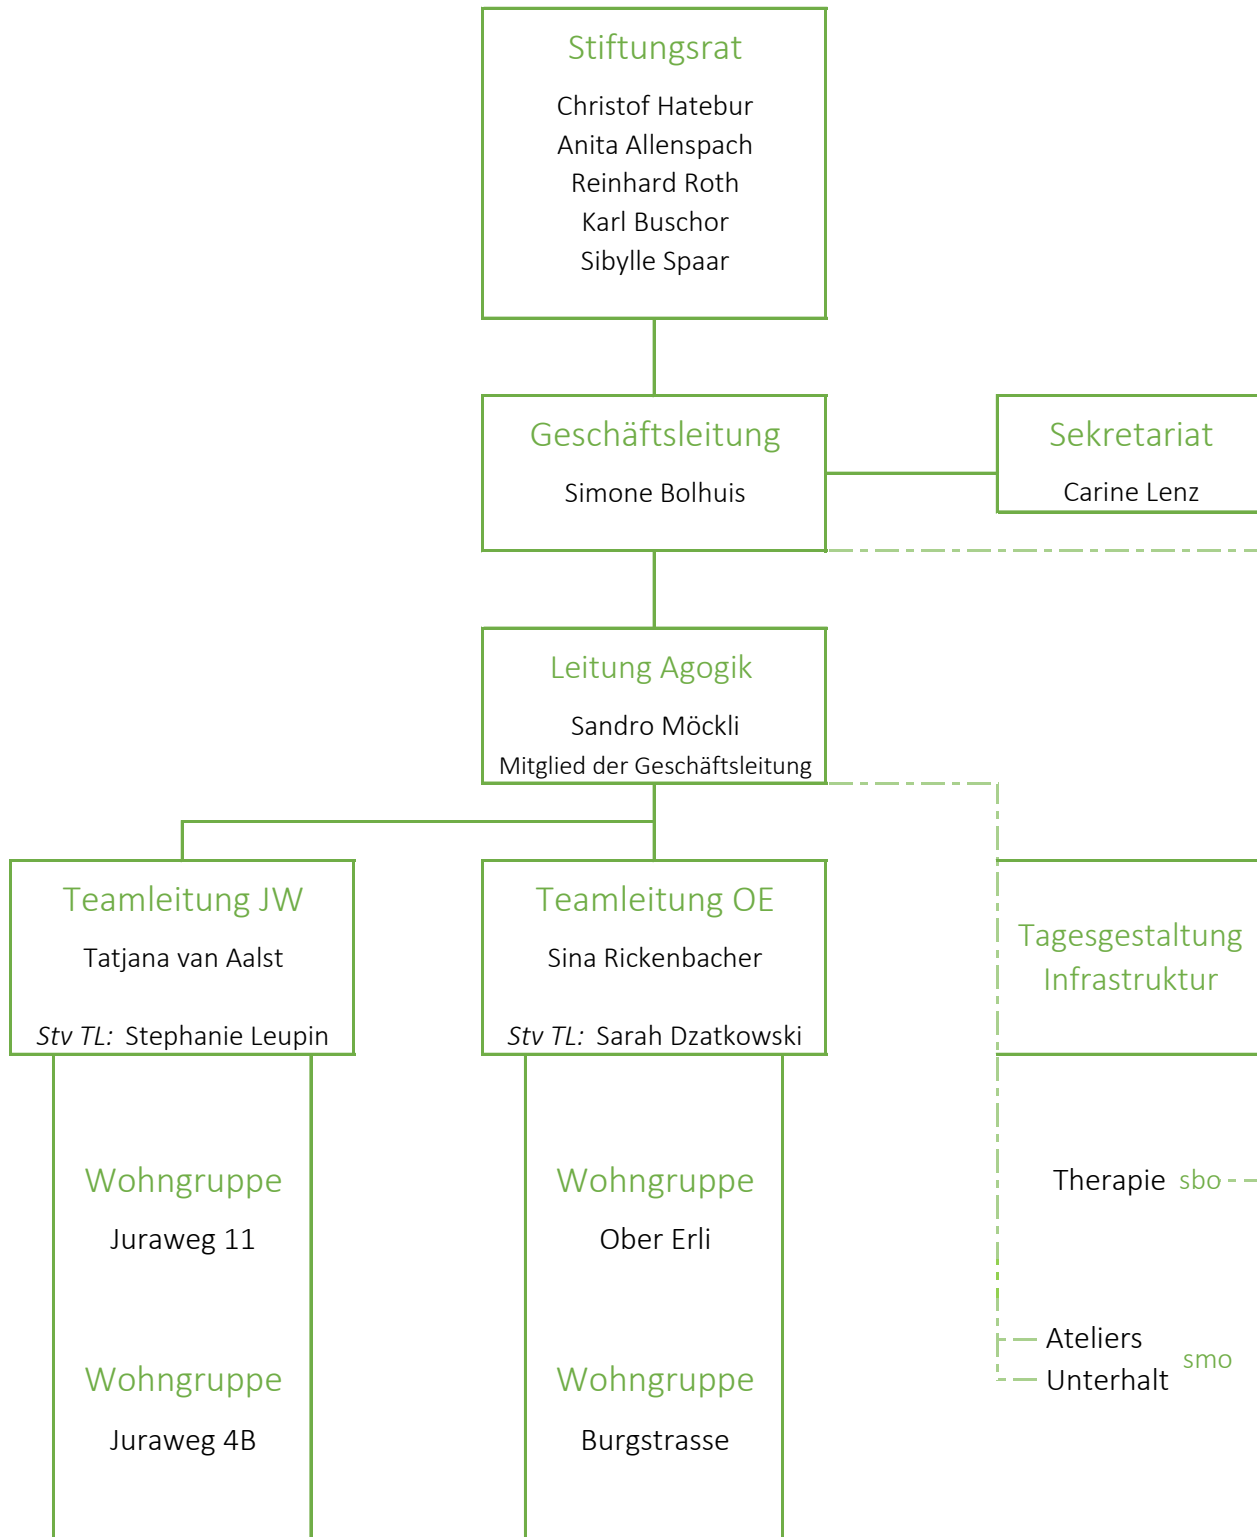 Stiftungsrat
Christof Hatebur
Anita Allenspach
Reinhard Roth
Karl Buschor
Sibylle Spaar
Geschäftsleitung
Simone Bolhuis
Sekretariat
Carine Lenz
Leitung Agogik
Sandro Möckli
Mitglied der Geschäftsleitung
Teamleitung JW
Tatjana van Aalst
Stv TL: Stephanie Leupin
Teamleitung OE
Sina Rickenbacher
Stv TL: Sarah Dzatkowski
Tagesgestaltung
Infrastruktur
Wohngruppe
Juraweg 11
Wohngruppe
Ober Erli
Therapie sbo
Wohngruppe
Juraweg 4B
Wohngruppe
Burgstrasse
Ateliers
Unterhalt
smo